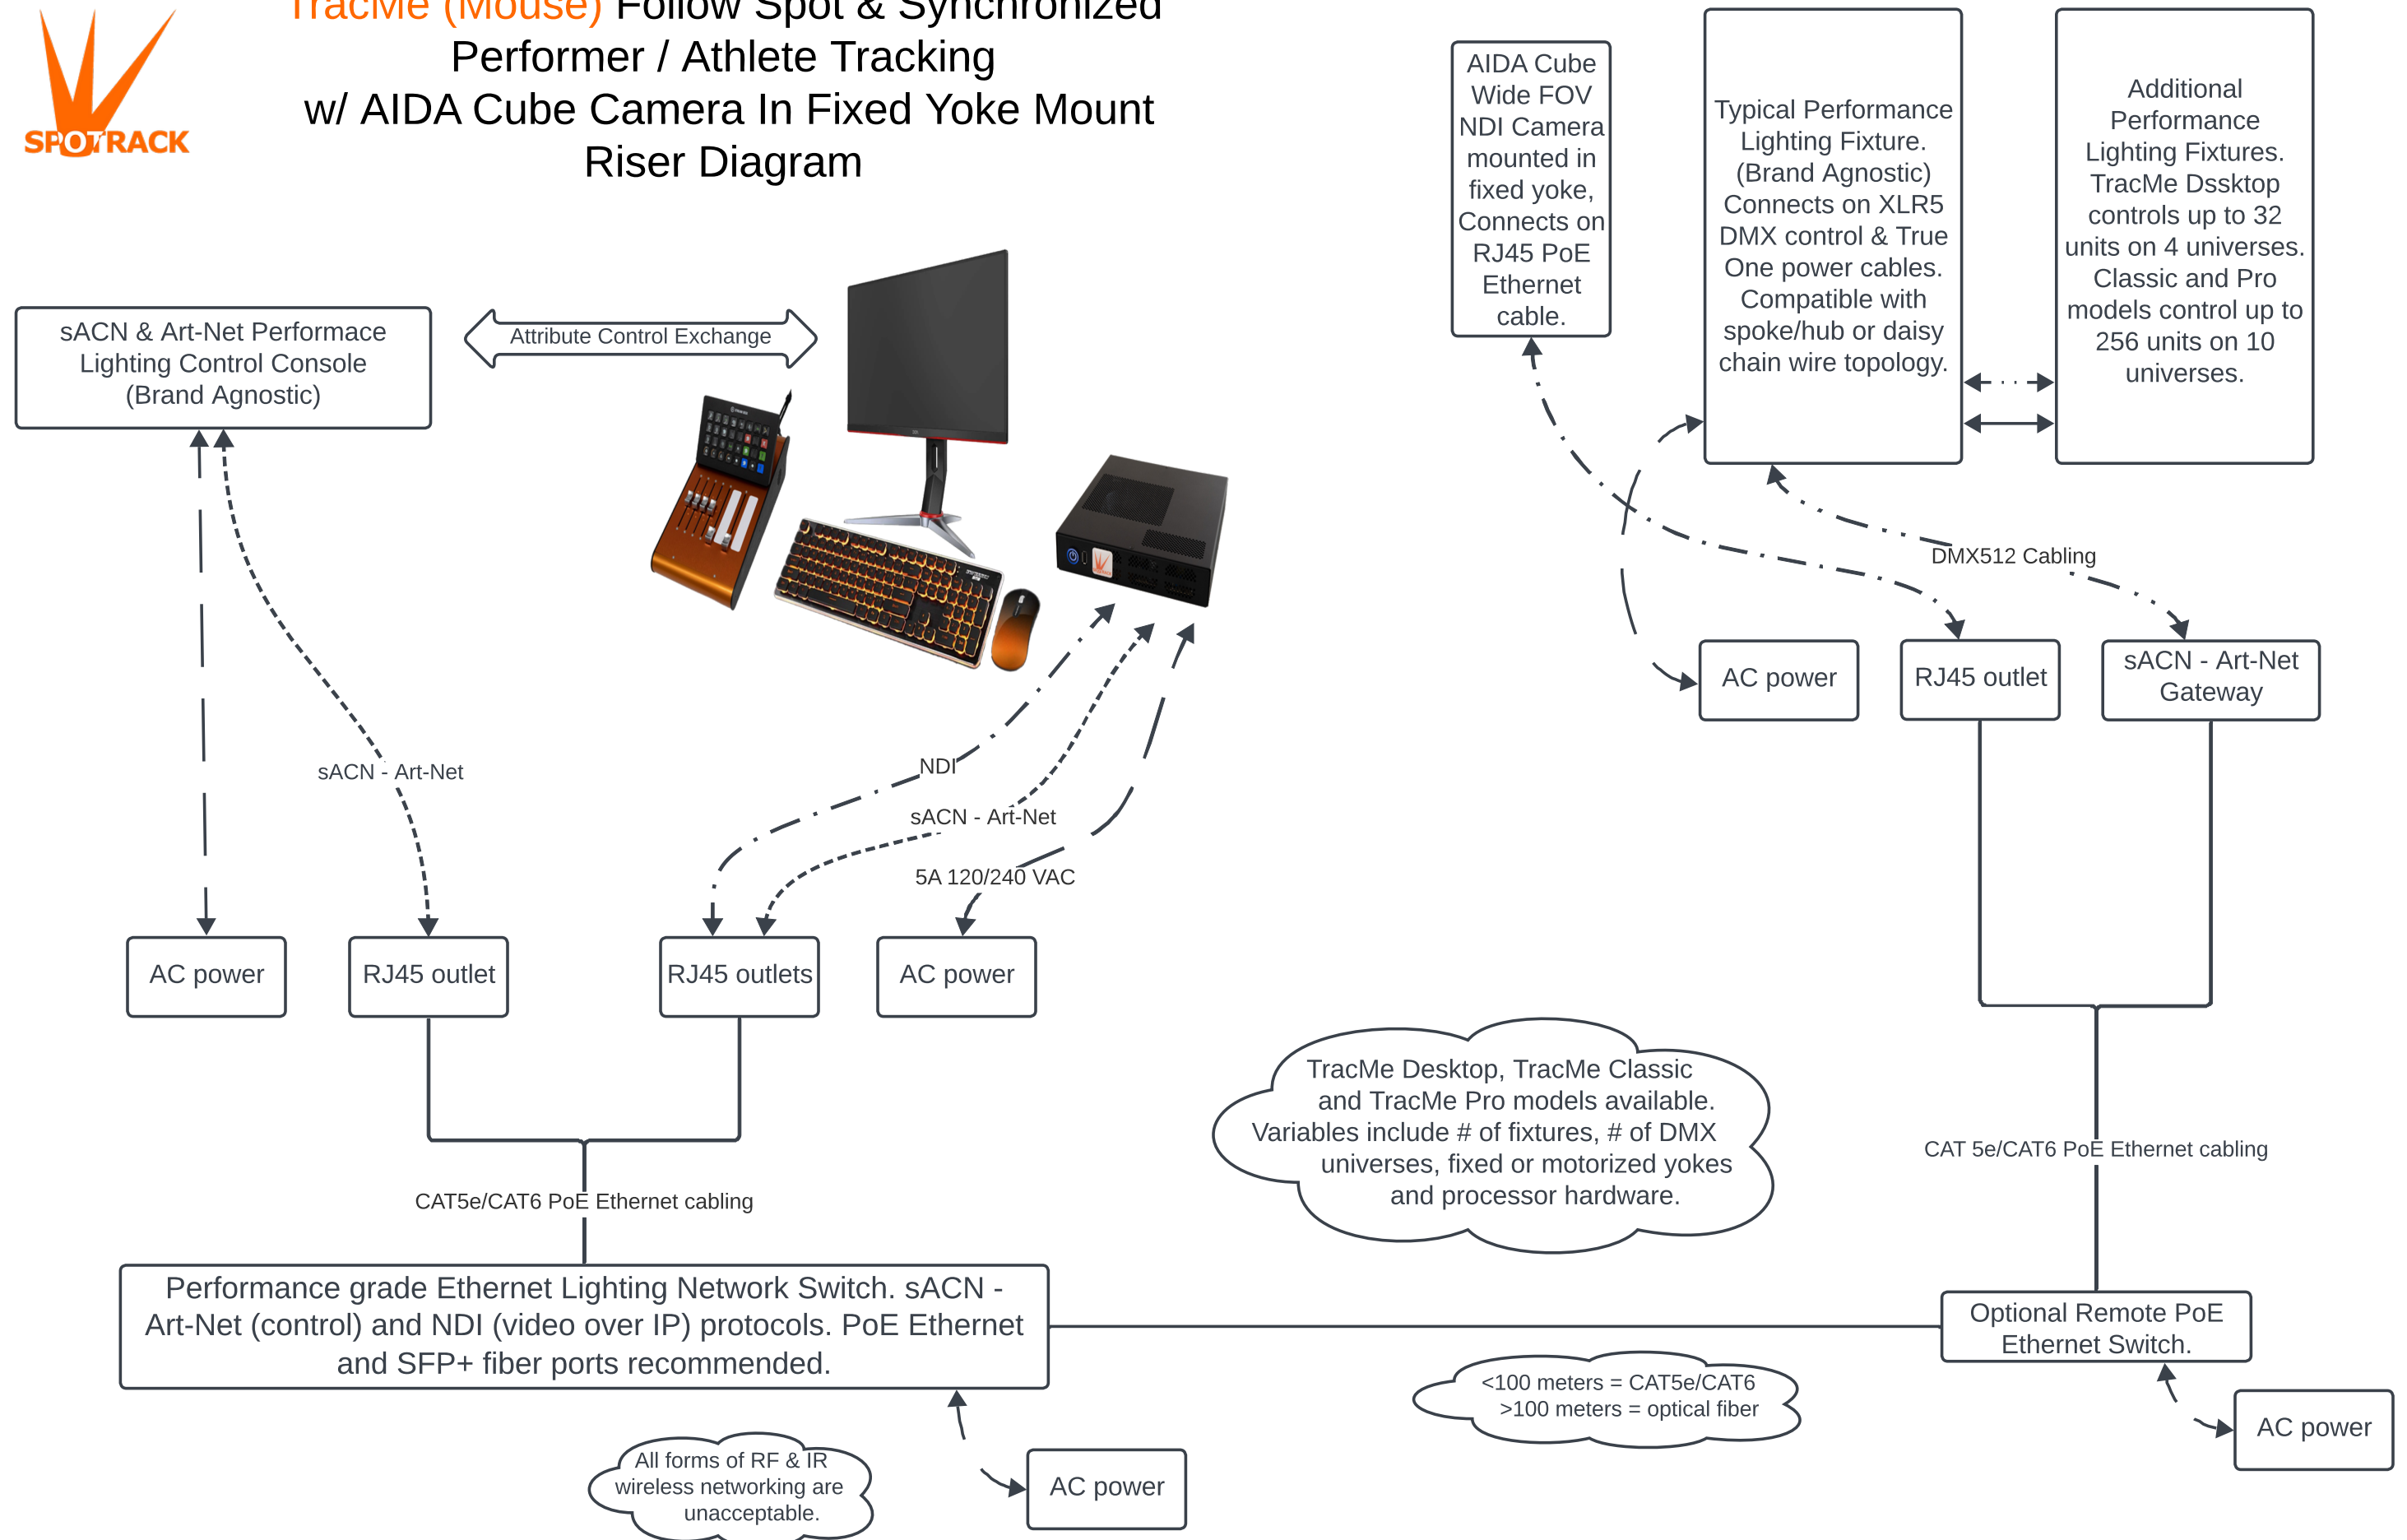 TracMe (Mouse) Follow Spot & Synchronized
Performer / Athlete Tracking
w/ AIDA Cube Camera In Fixed Yoke Mount
Riser Diagram
SPOTRACK
AIDA Cube
Wide FOV
NDI Camera
mounted in
fixed yoke,
Connects on
RJ45 PoE
Ethernet
cable.
Typical Performance
Lighting Fixture.
(Brand Agnostic)
Connects on XLR5
DMX control & True
One power cables.
Compatible with
spoke/hub or daisy
chain wire topology.
Additional
Performance
Lighting Fixtures.
TracMe Dssktop
controls up to 32
units on 4 universes.
Classic and Pro
models control up to
256 units on 10
universes.
sACN & Art-Net Performace
Lighting Control Console
(Brand Agnostic)
Attribute Control Exchange
DMX512 Cabling
AC power
RJ45 outlet
sACN - Art-Net
Gateway
sACN - Art-Net
NDI
sACN - Art-Net
5A 120/240 VAC
AC power
RJ45 outlet
RJ45 outlets
AC power
TracMe Desktop, TracMe Classic
and TracMe Pro models available.
Variables include # of fixtures, # of DMX
universes, fixed or motorized yokes
and processor hardware.
CAT 5e/CAT6 PoE Ethernet cabling
CAT5e/CAT6 PoE Ethernet cabling
Performance grade Ethernet Lighting Network Switch. sACN -
Art-Net (control) and NDI (video over IP) protocols. PoE Ethernet
and SFP+ fiber ports recommended.
Optional Remote PoE
Ethernet Switch.
<100 meters = CAT5e/CAT6
>100 meters = optical fiber
AC power
All forms of RF & IR
wireless networking are
unacceptable.
AC power